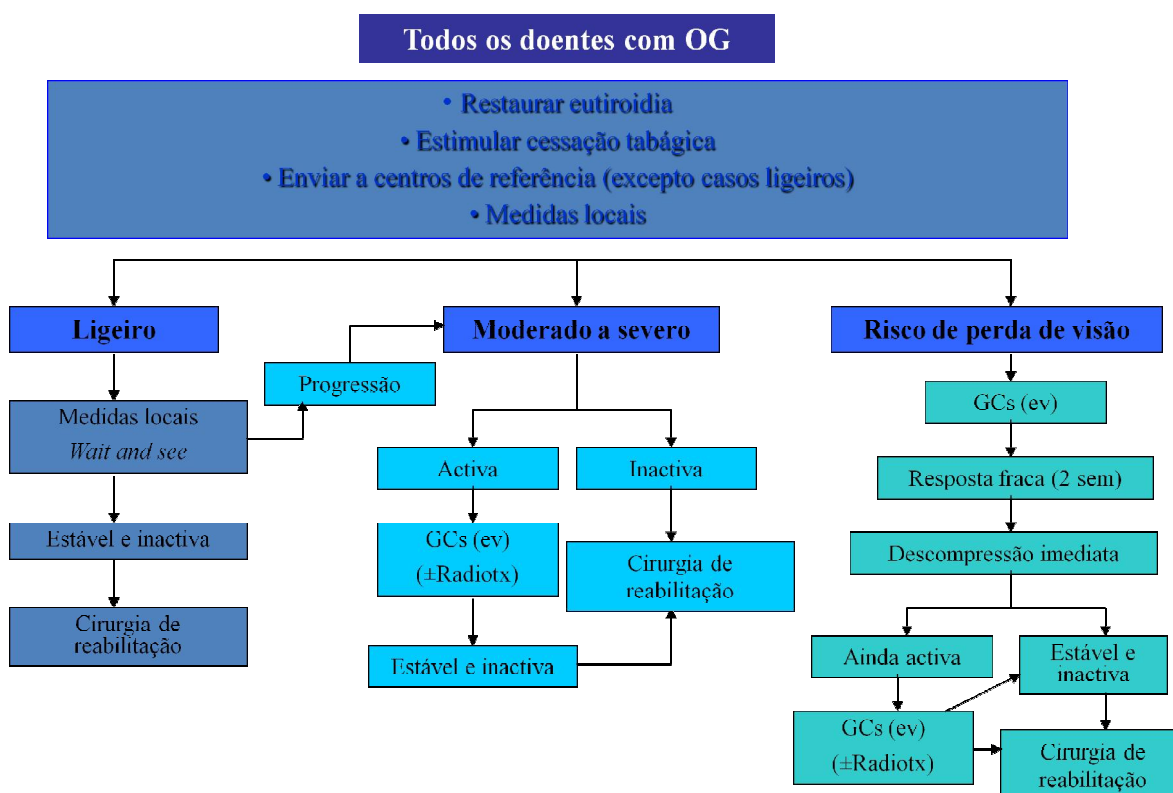 Todos os doentes com OG
• Restaurar eutiroidia
• Estimular cessação tabágica
• Enviar a centros de referência (excepto casos ligeiros)
• Medidas locais
Ligeiro
Moderado a severo
Risco de perda de visão
Progressão
GCs (ev)
Medidas locais
Wait and see
Activa
Inactiva
Resposta fraca (2 sem)
Estável e inactiva
GCs (ev)
(±Radiotx)
Cirurgia de
reabilitação
Descompressão imediata
Cirurgia de
reabilitação
Estável e inactiva
Ainda activa
Estável e
inactiva
GCs (ev)
(±Radiotx)
Cirurgia de
reabilitação